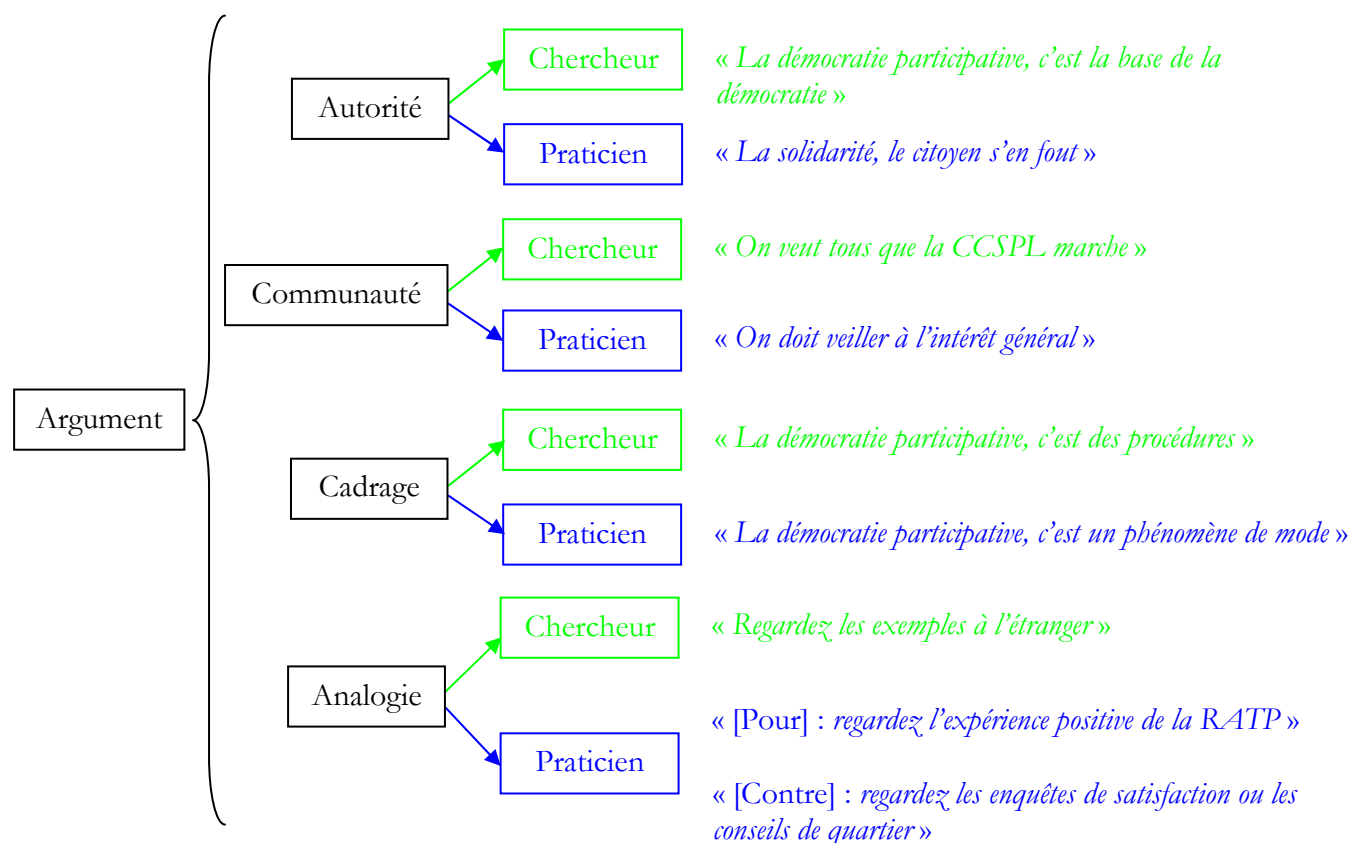 Argument
Autorité
Chercheur
« La démocratie participative, c’est la base de la
démocratie »
Praticien
« La solidarité, le citoyen s’en fout »
Communauté
Chercheur
« On veut tous que la CCSPL marche »
Praticien
« On doit veiller à l’intérêt général »
Cadrage
Chercheur
« La démocratie participative, c’est des procédures »
Praticien
« La démocratie participative, c’est un phénomène de mode »
Analogie
Chercheur
« Regardez les exemples à l’étranger »
Praticien
« [Pour] : regardez l’expérience positive de la RATP »
« [Contre] : regardez les enquêtes de satisfaction ou les
conseils de quartier »